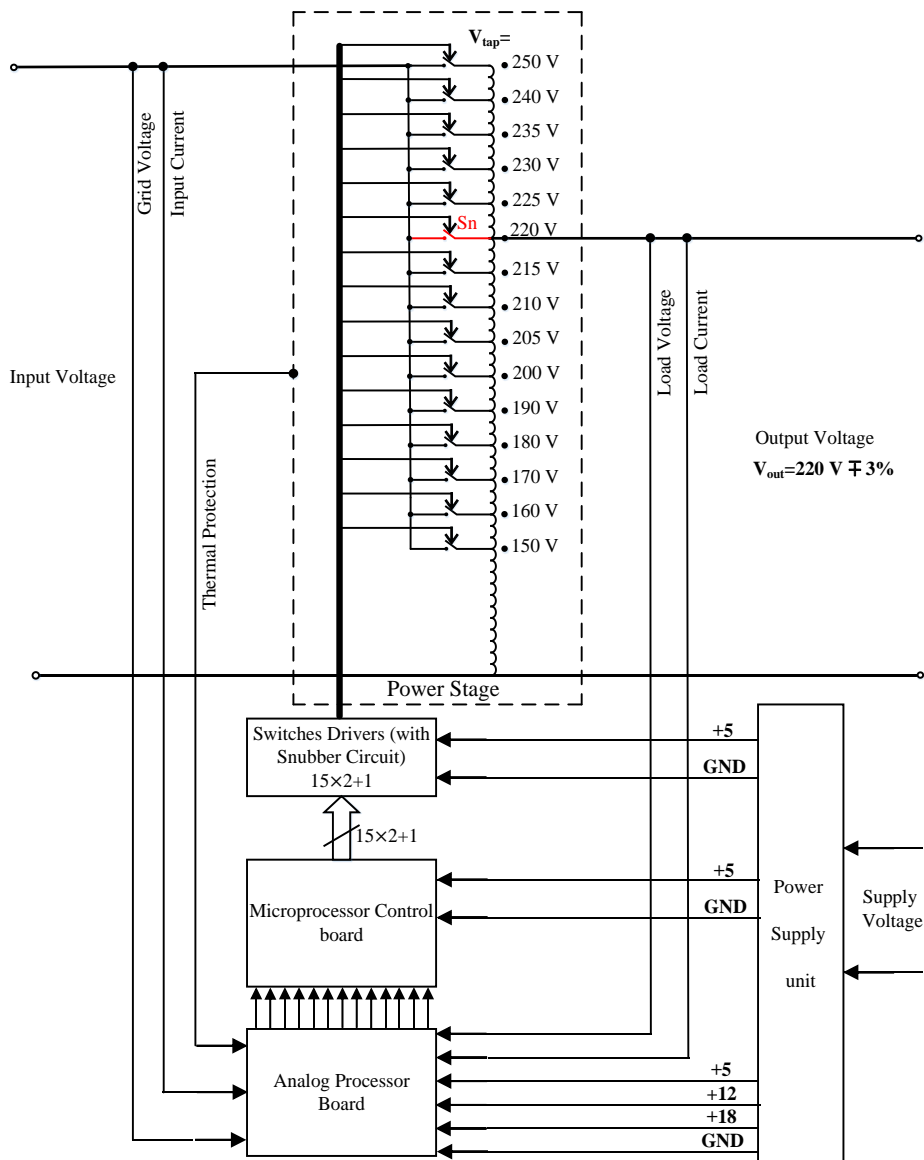 V_tap=
250 V
240 V
235 V
230 V
225 V
Sn
220 V
215 V
210 V
205 V
200 V
190 V
180 V
170 V
160 V
150 V
Grid Voltage
Input Current
Input Voltage
Thermal Protection
Load Voltage
Load Current
Output Voltage
V_out=220 V ∓ 3%
Power Stage
Switches Drivers (with
Snubber Circuit)
15×2+1
+5
GND
15×2+1
Microprocessor Control
board
+5
GND
Power
Supply
unit
Supply
Voltage
Analog Processor
Board
+5
+12
+18
GND